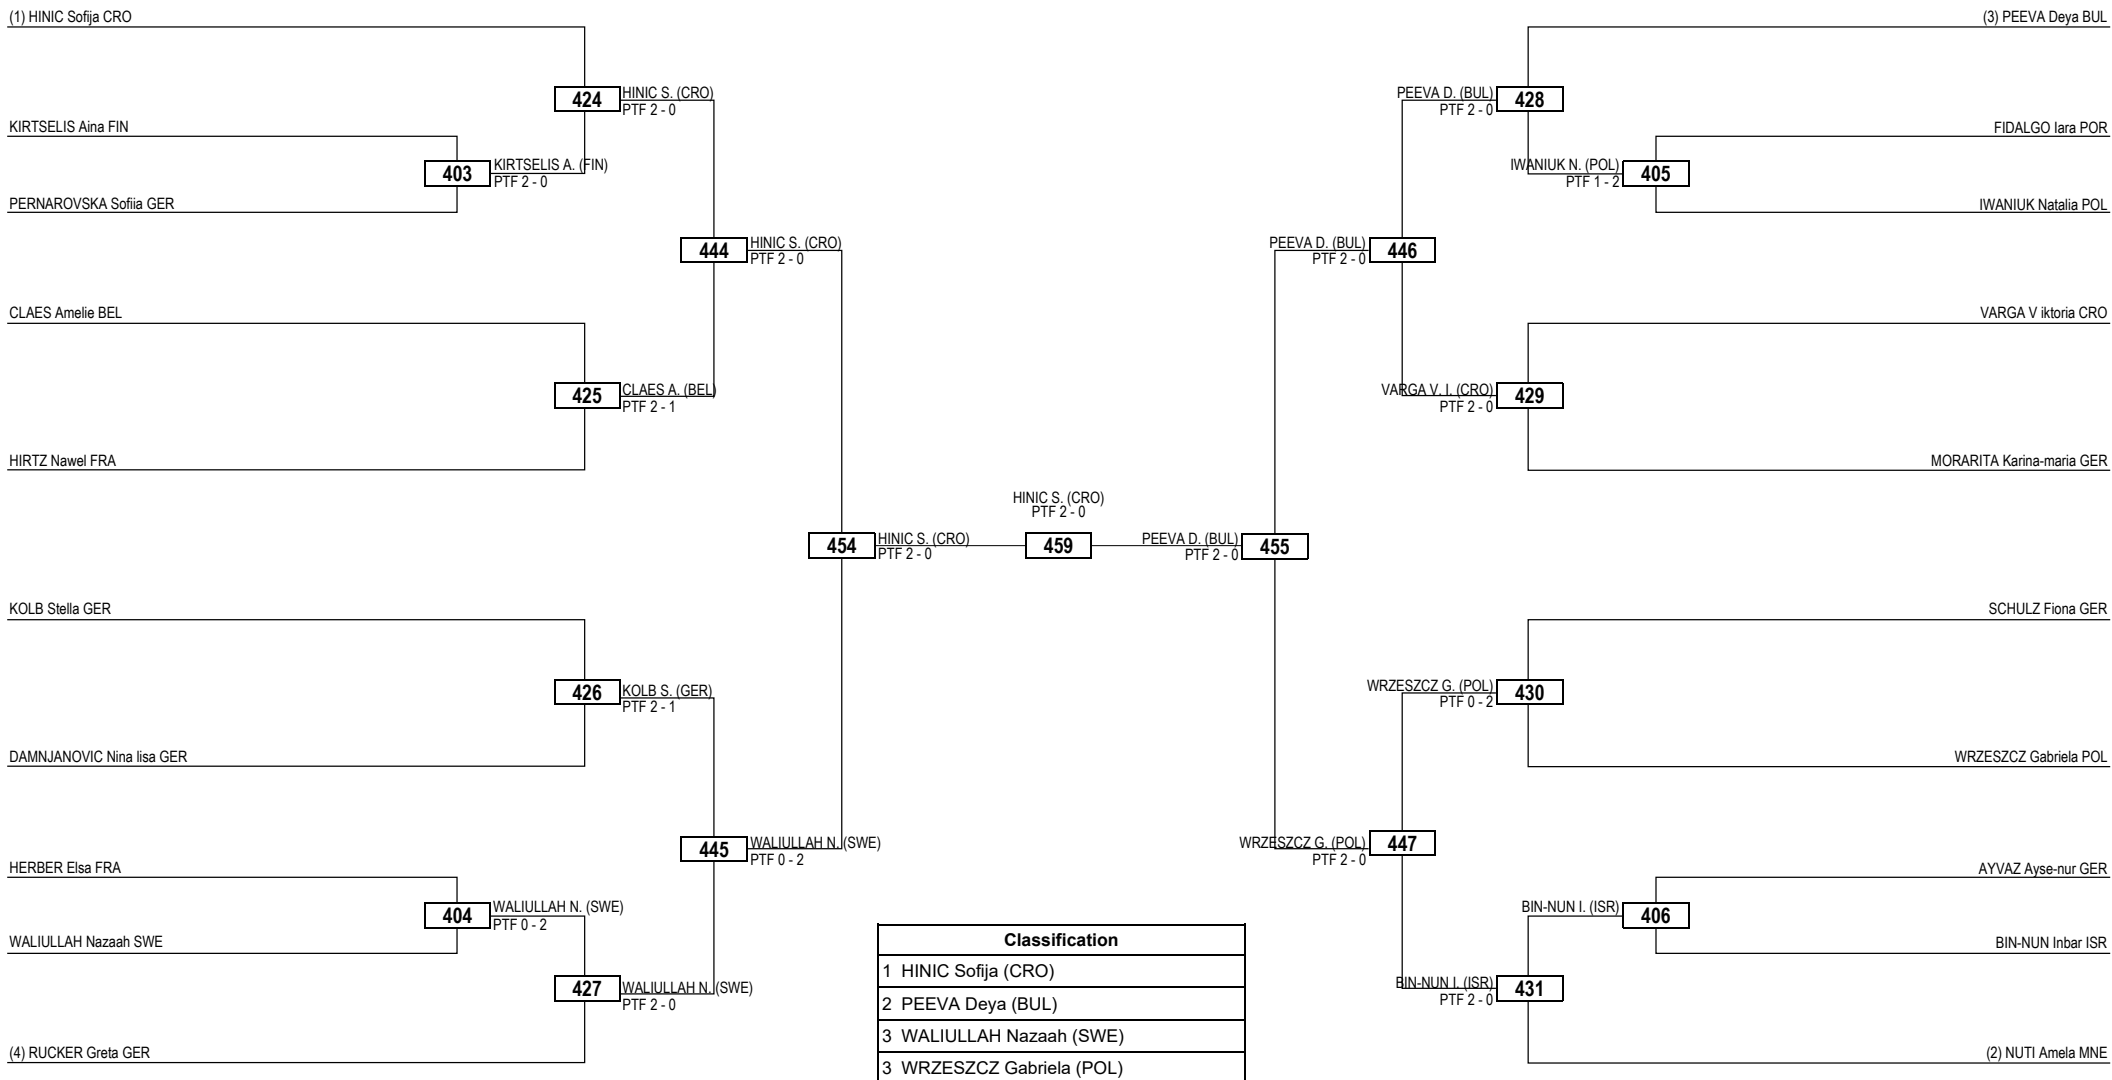 (1) HINIC Sofija CRO
(3) PEEVA Deya BUL
424
HINIC S. (CRO)
PTF 2 - 0
PEEVA D. (BUL)
PTF 2 - 0
428
KIRTSELIS Aina FIN
FIDALGO Iara POR
403
KIRTSELIS A. (FIN)
PTF 2 - 0
IWANIUK N. (POL)
PTF 1 - 2
405
PERNAROVSKA Sofiia GER
IWANIUK Natalia POL
444
HINIC S. (CRO)
PTF 2 - 0
PEEVA D. (BUL)
PTF 2 - 0
446
CLAES Amelie BEL
VARGA V iktoria CRO
425
CLAES A. (BEL)
PTF 2 - 1
VARGA V. I. (CRO)
PTF 2 - 0
429
HIRTZ Nawel FRA
MORARITA Karina-maria GER
HINIC S. (CRO)
PTF 2 - 0
454
HINIC S. (CRO)
PTF 2 - 0
459
PEEVA D. (BUL)
PTF 2 - 0
455
KOLB Stella GER
SCHULZ Fiona GER
426
KOLB S. (GER)
PTF 2 - 1
WRZESZCZ G. (POL)
PTF 0 - 2
430
DAMNJANOVIC Nina lisa GER
WRZESZCZ Gabriela POL
445
WALIULLAH N. (SWE)
PTF 0 - 2
WRZESZCZ G. (POL)
PTF 2 - 0
447
HERBER Elsa FRA
AYVAZ Ayse-nur GER
404
WALIULLAH N. (SWE)
PTF 0 - 2
BIN-NUN I. (ISR)
406
WALIULLAH Nazaah SWE
BIN-NUN Inbar ISR
427
WALIULLAH N. (SWE)
PTF 2 - 0
BIN-NUN I. (ISR)
PTF 2 - 0
431
(4) RUCKER Greta GER
(2) NUTI Amela MNE
Classification
1 HINIC Sofija (CRO)
2 PEEVA Deya (BUL)
3 WALIULLAH Nazaah (SWE)
3 WRZESZCZ Gabriela (POL)